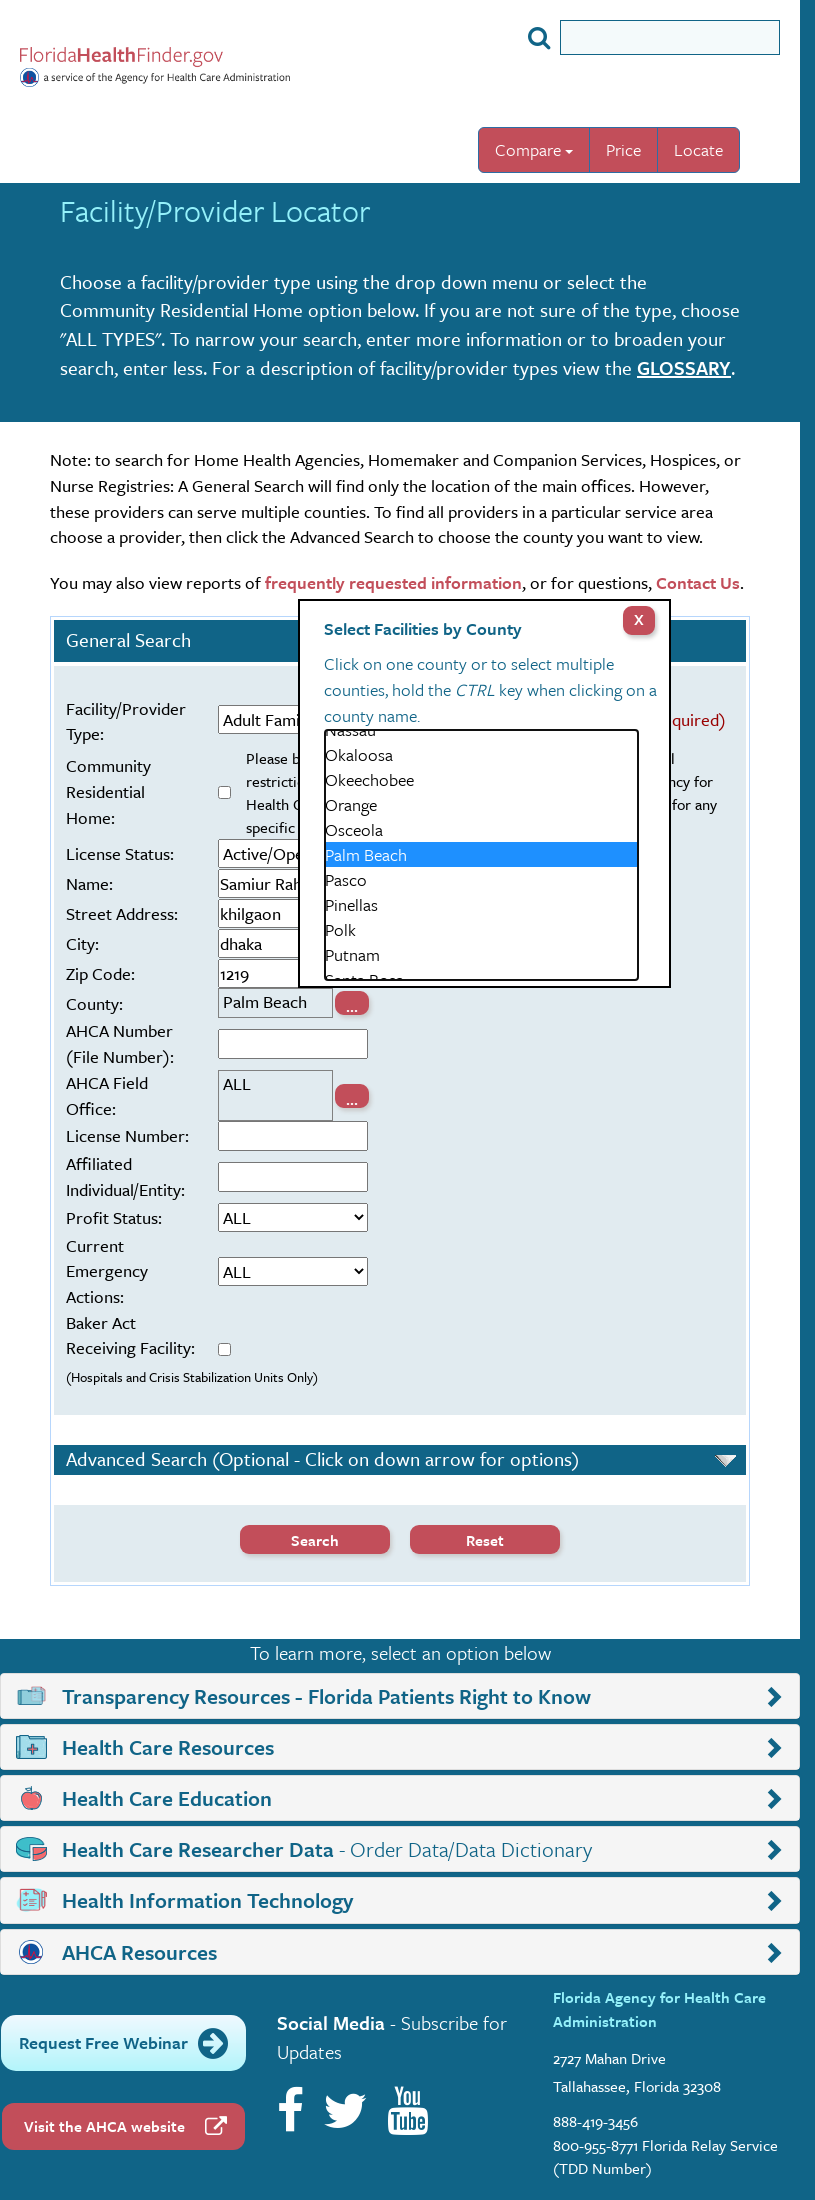 FloridaHealthFinder.gov
a service of the Agency for Health Care Administration
Compare
Price
Locate
Facility/Provider Locator
Choose a facility/provider type using the drop down menu or select the
Community Residential Home option below. If you are not sure of the type, choose
"ALL TYPES". To narrow your search, enter more information or to broaden your
search, enter less. For a description of facility/provider types view the GLOSSARY.
Note: to search for Home Health Agencies, Homemaker and Companion Services, Hospices, or
Nurse Registries: A General Search will find only the location of the main offices. However,
these providers can serve multiple counties. To find all providers in a particular service area
choose a provider, then click the Advanced Search to choose the county you want to view.
You may also view reports of frequently requested information, or for questions, Contact Us.
General Search
Select Facilities by County
X
Click on one county or to select multiple
counties, hold the CTRL key when clicking on a
county name.
Nassau
Okaloosa
Okeechobee
Orange
Osceola
Palm Beach
Pasco
Pinellas
Polk
Putnam
Santa Rosa
Facility/Provider
Type:
Adult Fami
quired)
Community
Residential
Home:
Please b
restricti
Health
specific
ncy for
for any
License Status:
Active/Ope
Name:
Samiur Rah
Street Address:
khilgaon
City:
dhaka
Zip Code:
1219
County:
Palm Beach
...
AHCA Number
(File Number):
AHCA Field
Office:
ALL
...
License Number:
Affiliated
Individual/Entity:
Profit Status:
ALL
Current
Emergency
Actions:
ALL
Baker Act
Receiving Facility:
(Hospitals and Crisis Stabilization Units Only)
Advanced Search (Optional - Click on down arrow for options)
Search
Reset
To learn more, select an option below
Transparency Resources - Florida Patients Right to Know
Health Care Resources
Health Care Education
Health Care Researcher Data - Order Data/Data Dictionary
Health Information Technology
AHCA Resources
Request Free Webinar
Visit the AHCA website
Social Media - Subscribe for
Updates
You
Tube
Florida Agency for Health Care
Administration
2727 Mahan Drive
Tallahassee, Florida 32308
888-419-3456
800-955-8771 Florida Relay Service
(TDD Number)